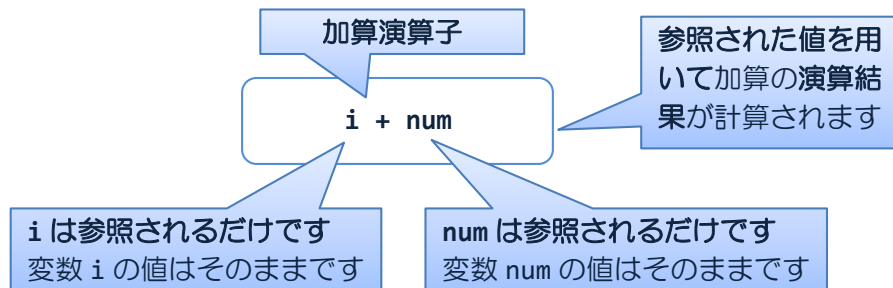 加算演算子
参照された値を用
いて加算の演算結
果が計算されます
i + num
i は参照されるだけです
変数 i の値はそのままです
num は参照されるだけです
変数 num の値はそのままです